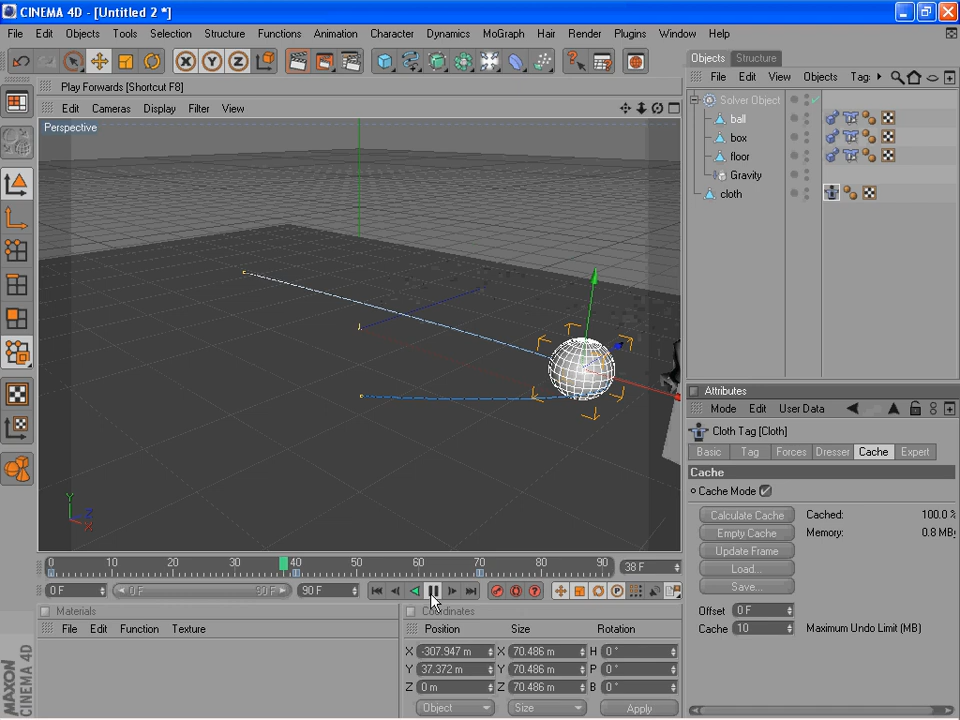 CINEMA 4D - [Untitled 2 *]
File Edit Objects Tools Selection Structure Functions Animation Character Dynamics MoGraph Hair Render Plugins Window Help
X Y Z
Play Forwards [Shortcut F8]
Edit Cameras Display Filter View
Perspective
Y
Z
X
Objects Structure
File Edit View Objects Tag:
Solver Object
ball
box
floor
Gravity
cloth
Attributes
Mode Edit User Data
Cloth Tag [Cloth]
Basic Tag Forces Dresser Cache Expert
Cache
Cache Mode
Calculate Cache Cached: 100.0 %
Empty Cache Memory: 0.8 MB
Update Frame
Load...
Save...
Offset 0 F
Cache 10 Maximum Undo Limit (MB)
0 10 20 30 40 50 60 70 80 90 38 F
0 F 0 F 90 F 90 F
Materials
File Edit Function Texture
Coordinates
Position Size Rotation
X -307.947 m X 70.486 m H 0 °
Y 37.372 m Y 70.486 m P 0 °
Z 0 m Z 70.486 m B 0 °
Object Size Apply
MAXON
CINEMA 4D